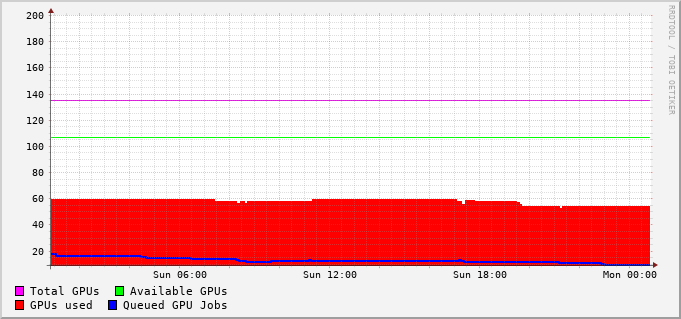 RRDTOOL / TOBI OETIKER
200
180
160
140
120
100
80
60
40
20
Sun 06:00 Sun 12:00 Sun 18:00 Mon 00:00
Total GPUs Available GPUs
GPUs used Queued GPU Jobs